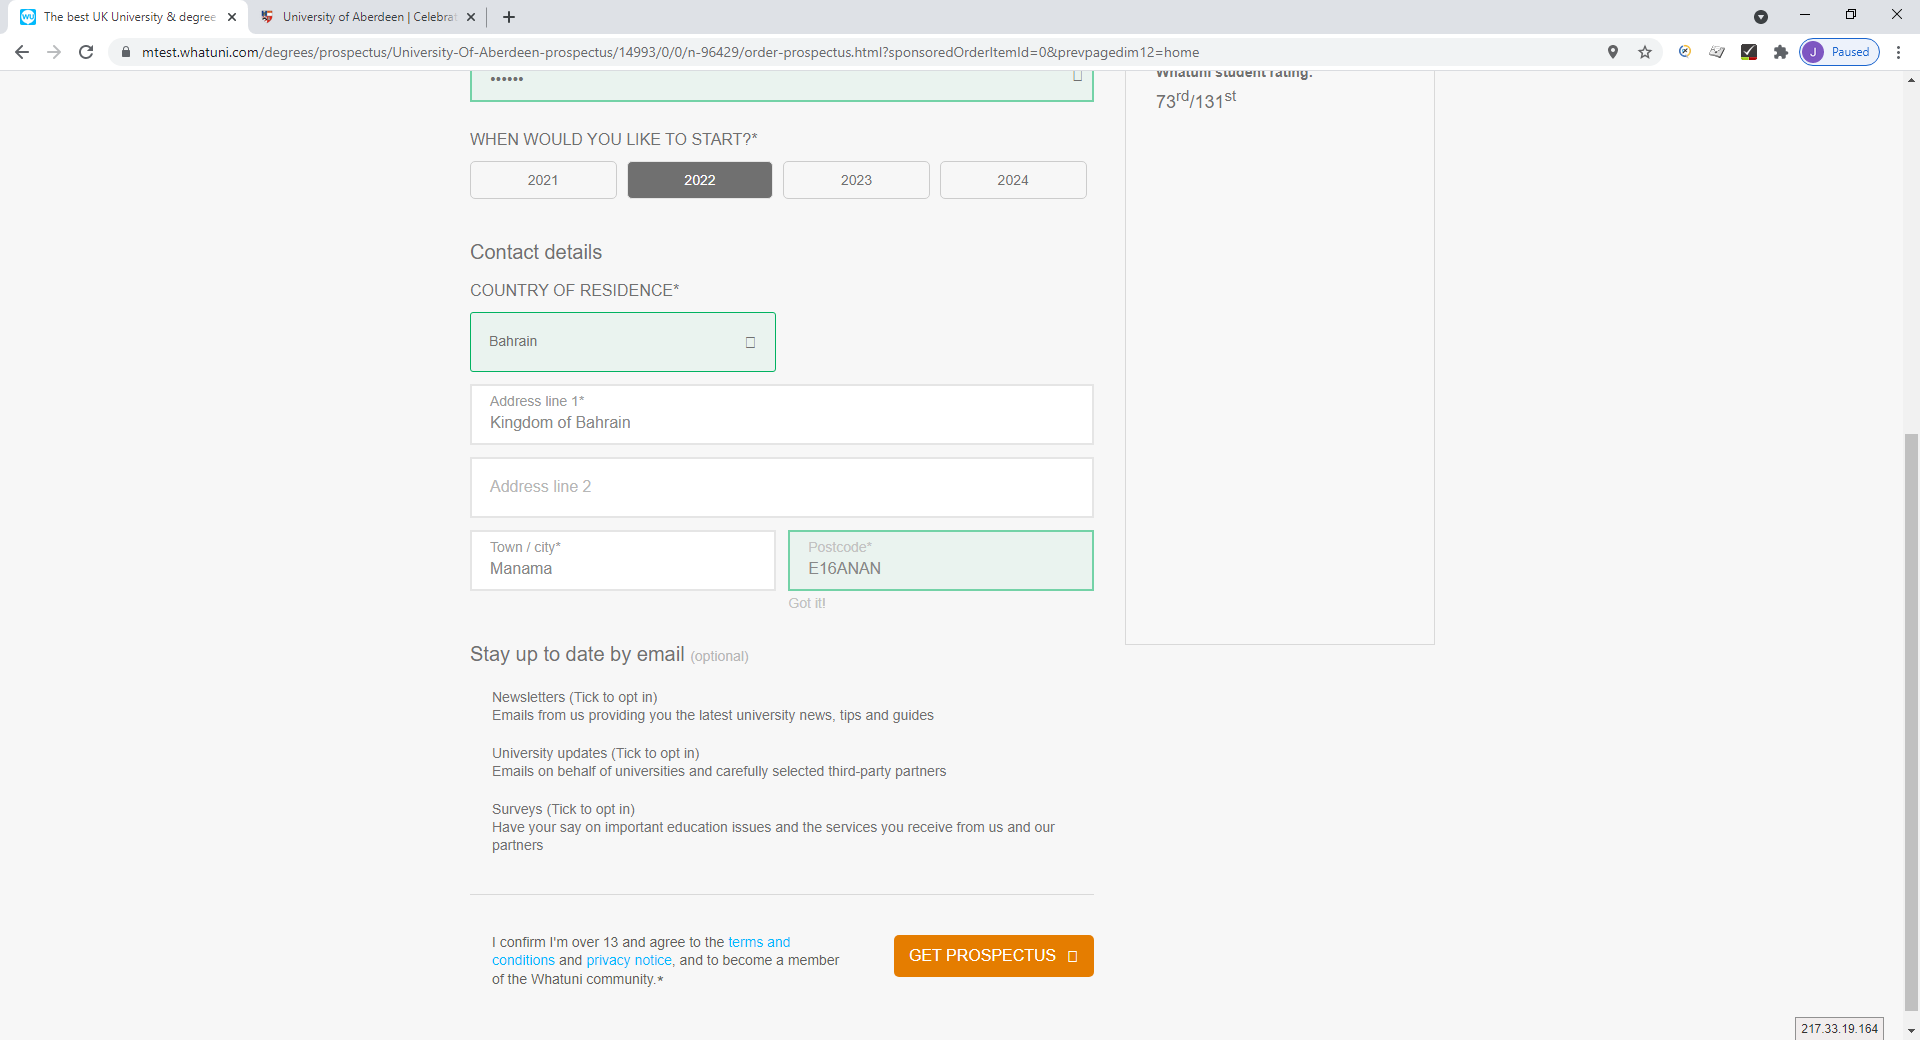 The best UK University & degree
University of Aberdeen | Celebrat
mtest.whatuni.com/degrees/prospectus/University-Of-Aberdeen-prospectus/14993/0/0/n-96429/order-prospectus.html?sponsoredOrderItemId=0&prevpagedim12=home
J Paused
••••••
Whatuni student rating:
73rd/131st
WHEN WOULD YOU LIKE TO START?*
2021 2022 2023 2024
Contact details
COUNTRY OF RESIDENCE*
Bahrain
Address line 1*
Kingdom of Bahrain
Address line 2
Town / city*
Manama
Postcode*
E16ANAN
Got it!
Stay up to date by email (optional)
Newsletters (Tick to opt in)
Emails from us providing you the latest university news, tips and guides
University updates (Tick to opt in)
Emails on behalf of universities and carefully selected third-party partners
Surveys (Tick to opt in)
Have your say on important education issues and the services you receive from us and our
partners
I confirm I'm over 13 and agree to the terms and
conditions and privacy notice, and to become a member
of the Whatuni community.*
GET PROSPECTUS
217.33.19.164